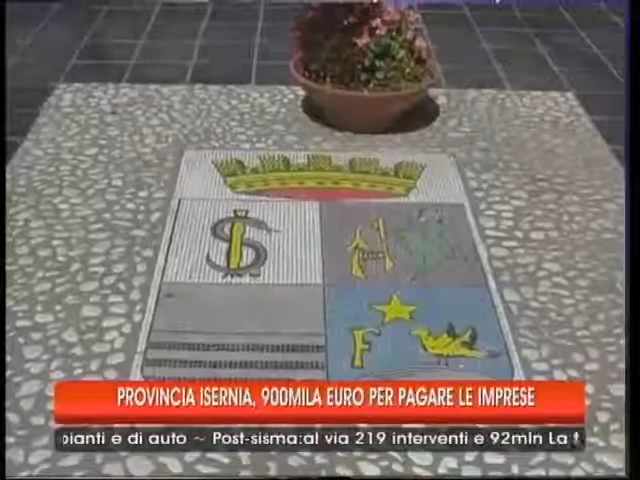 IS
H
F
PROVINCIA ISERNIA, 900MILA EURO PER PAGARE LE IMPRESE
pianti e di auto ~ Post-sisma:al via 219 interventi e 92mln La